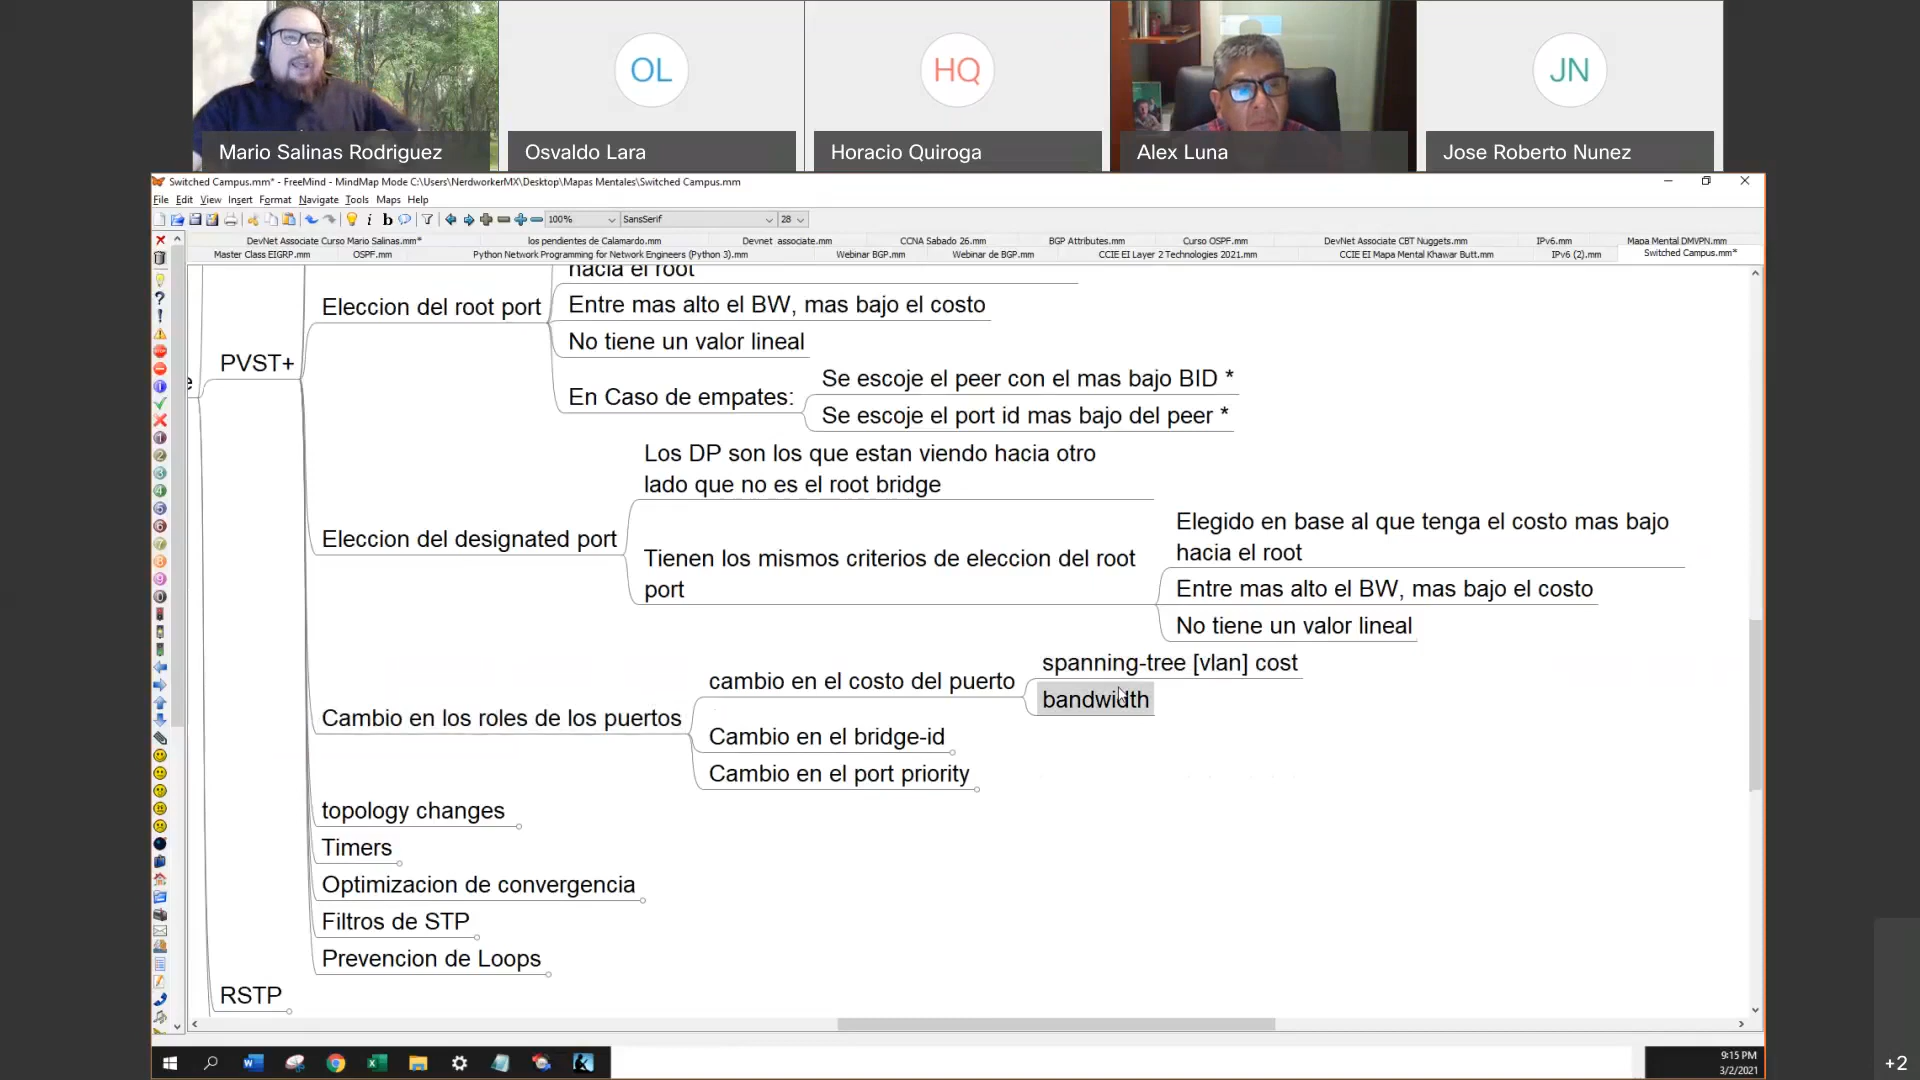 OL
HQ
JN
Mario Salinas Rodriguez
Osvaldo Lara
Horacio Quiroga
Alex Luna
Jose Roberto Nunez
Switched Campus.mm* - FreeMind - MindMap Mode C:\Users\NerdworkerMX\Desktop\Mapas Mentales\Switched Campus.mm)
File Edit View Insert Format Navigate Tools Maps Help
100% SansSerif 28
DevNet Associate Curso Mario Salinas.mm* los pendientes de Calamardo.mm Devnet associate.mm CCNA Sabado 26.mm BGP Attributes.mm Curso OSPF.mm DevNet Associate CBT Nuggets.mm IPv6.mm Mapa Mental DMVPN.mm
Master Class EIGRP.mm OSPF.mm Python Network Programming for Network Engineers (Python 3).mm Webinar BGP.mm Webinar de BGP.mm CCIE EI Layer 2 Technologies 2021.mm CCIE EI Mapa Mental Khawar Butt.mm IPv6 (2).mm Switched Campus.mm*
hacia el root
Eleccion del root port
Entre mas alto el BW, mas bajo el costo
No tiene un valor lineal
PVST+
e
En Caso de empates:
Se escoje el peer con el mas bajo BID *
Se escoje el port id mas bajo del peer *
Los DP son los que estan viendo hacia otro
lado que no es el root bridge
Eleccion del designated port
Tienen los mismos criterios de eleccion del root
port
Elegido en base al que tenga el costo mas bajo
hacia el root
Entre mas alto el BW, mas bajo el costo
No tiene un valor lineal
Cambio en los roles de los puertos
cambio en el costo del puerto
spanning-tree [vlan] cost
bandwidth
Cambio en el bridge-id
Cambio en el port priority
topology changes
Timers
Optimizacion de convergencia
Filtros de STP
Prevencion de Loops
RSTP
9:15 PM
3/2/2021
+2